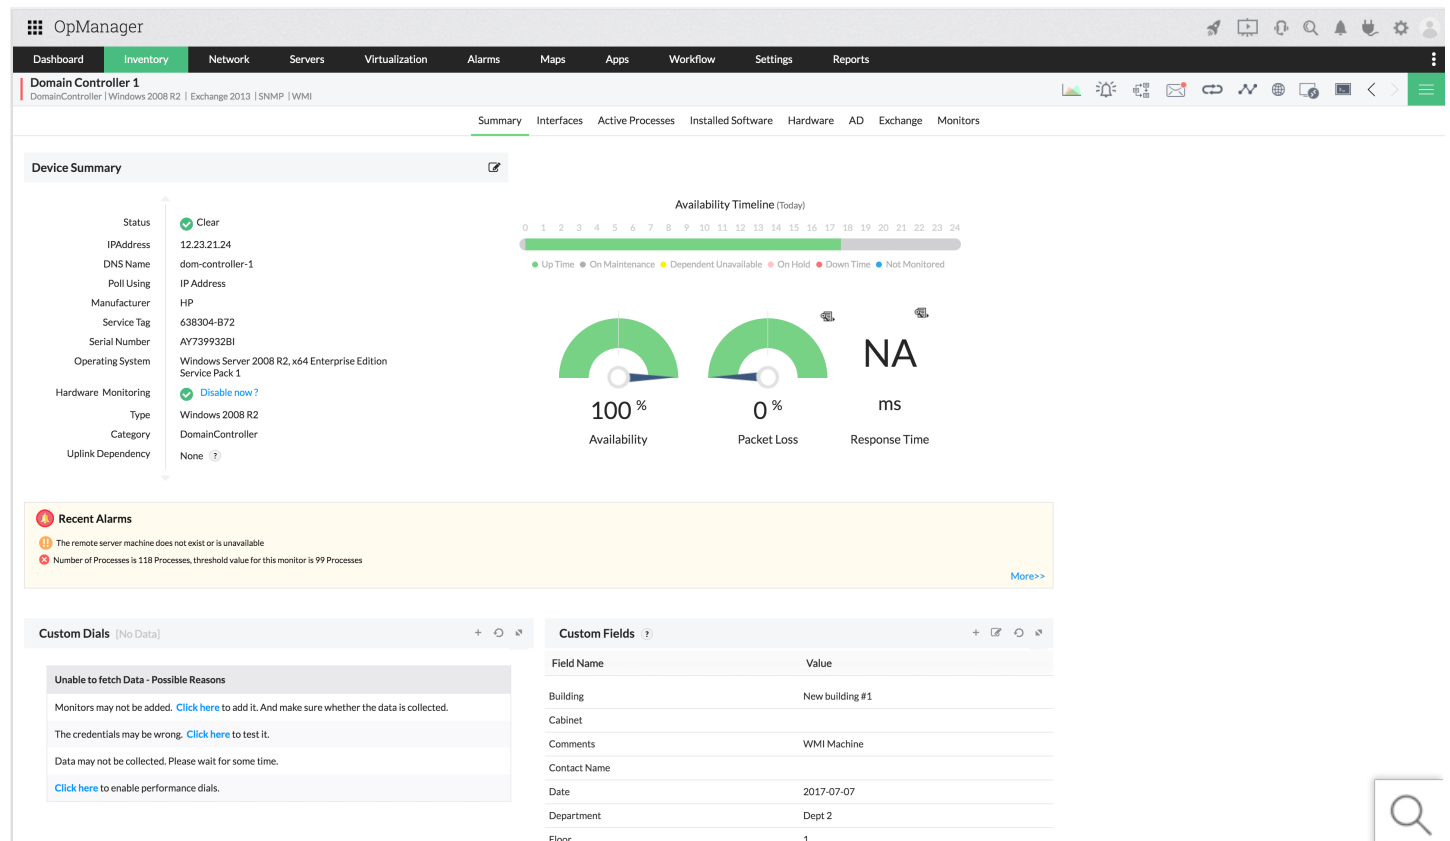 OpManager
Dashboard Inventory Network Servers Virtualization Alarms Maps Apps Workflow Settings Reports
Domain Controller 1
DomainController | Windows 2008 R2 | Exchange 2013 | SNMP | WMI
Summary Interfaces Active Processes Installed Software Hardware AD Exchange Monitors
Device Summary
Status Clear
IPAddress 12.23.21.24
DNS Name dom-controller-1
Poll Using IP Address
Manufacturer HP
Service Tag 638304-B72
Serial Number AY739932BI
Operating System Windows Server 2008 R2, x64 Enterprise Edition
Service Pack 1
Hardware Monitoring Disable now ?
Type Windows 2008 R2
Category DomainController
Uplink Dependency None ?
Availability Timeline (Today)
0 1 2 3 4 5 6 7 8 9 10 11 12 13 14 15 16 17 18 19 20 21 22 23 24
Up Time On Maintenance Dependent Unavailable On Hold Down Time Not Monitored
NA
100 % 0 % ms
Availability Packet Loss Response Time
Recent Alarms
The remote server machine does not exist or is unavailable
Number of Processes is 118 Processes, threshold value for this monitor is 99 Processes
More>>
Custom Dials [No Data]
Unable to fetch Data - Possible Reasons
Monitors may not be added. Click here to add it. And make sure whether the data is collected.
The credentials may be wrong. Click here to test it.
Data may not be collected. Please wait for some time.
Click here to enable performance dials.
Custom Fields ?
Field Name Value
Building New building #1
Cabinet
Comments WMI Machine
Contact Name
Date 2017-07-07
Department Dept 2
Floor 1